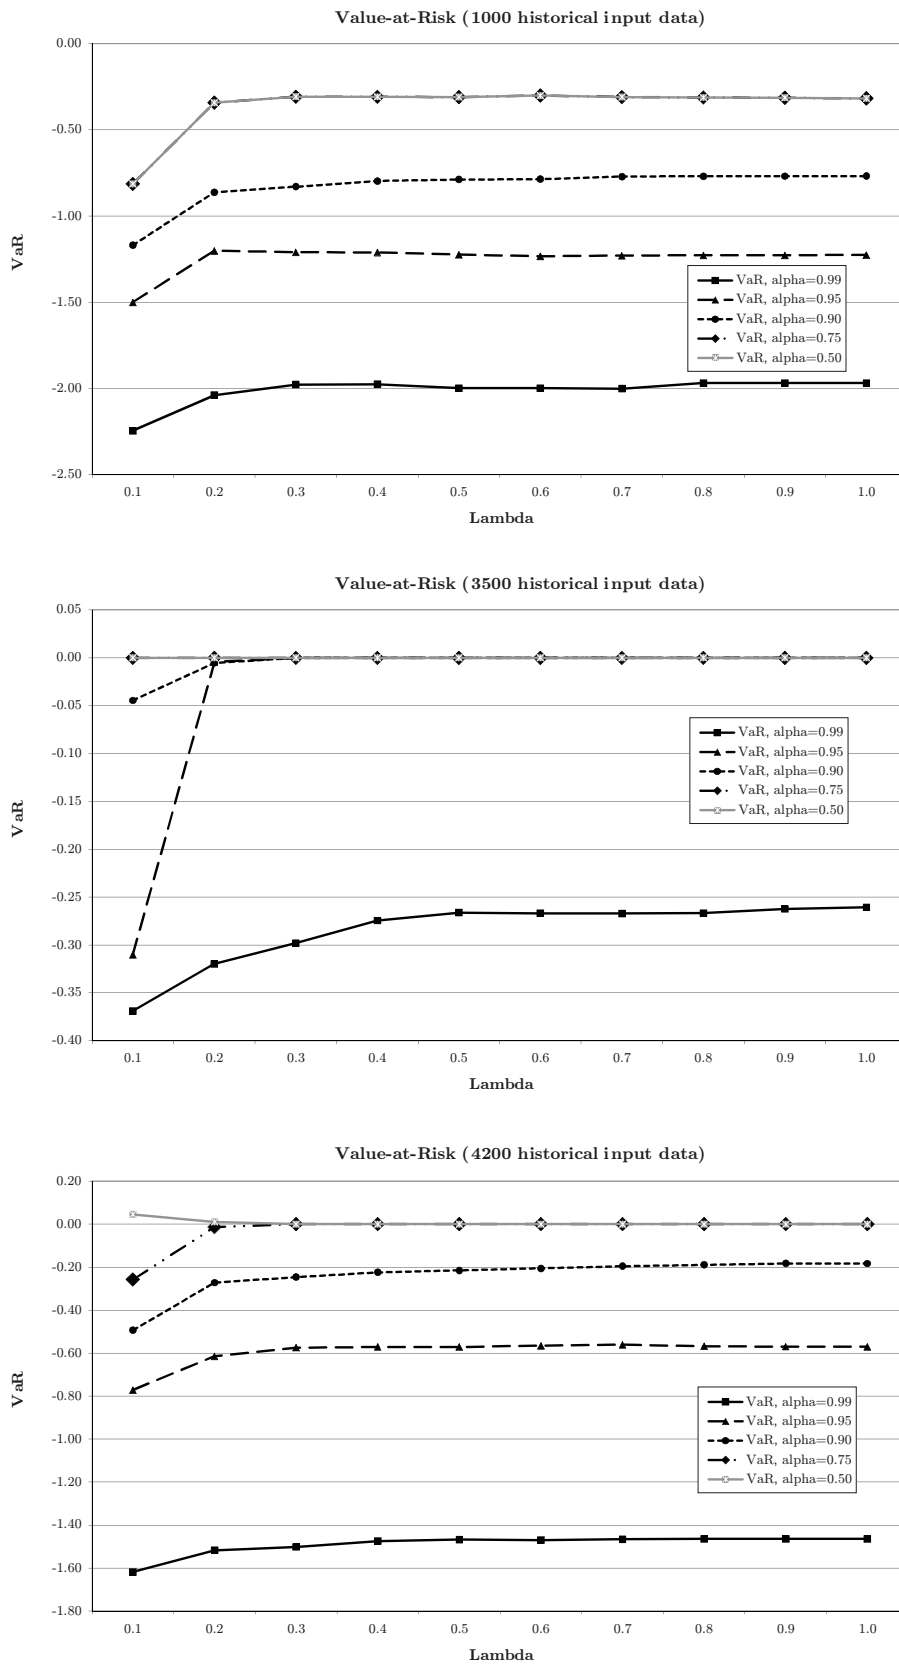 Value-at-Risk (1000 historical input data)
0.00
-0.50
-1.00
-1.50
-2.00
-2.50
VaR
VaR, alpha=0.99
VaR, alpha=0.95
VaR, alpha=0.90
VaR, alpha=0.75
VaR, alpha=0.50
0.1 0.2 0.3 0.4 0.5 0.6 0.7 0.8 0.9 1.0
Lambda
Value-at-Risk (3500 historical input data)
0.05
0.00
-0.05
-0.10
-0.15
-0.20
-0.25
-0.30
-0.35
-0.40
VaR
VaR, alpha=0.99
VaR, alpha=0.95
VaR, alpha=0.90
VaR, alpha=0.75
VaR, alpha=0.50
0.1 0.2 0.3 0.4 0.5 0.6 0.7 0.8 0.9 1.0
Lambda
Value-at-Risk (4200 historical input data)
0.20
0.00
-0.20
-0.40
-0.60
-0.80
-1.00
-1.20
-1.40
-1.60
-1.80
VaR
VaR, alpha=0.99
VaR, alpha=0.95
VaR, alpha=0.90
VaR, alpha=0.75
VaR, alpha=0.50
0.1 0.2 0.3 0.4 0.5 0.6 0.7 0.8 0.9 1.0
Lambda